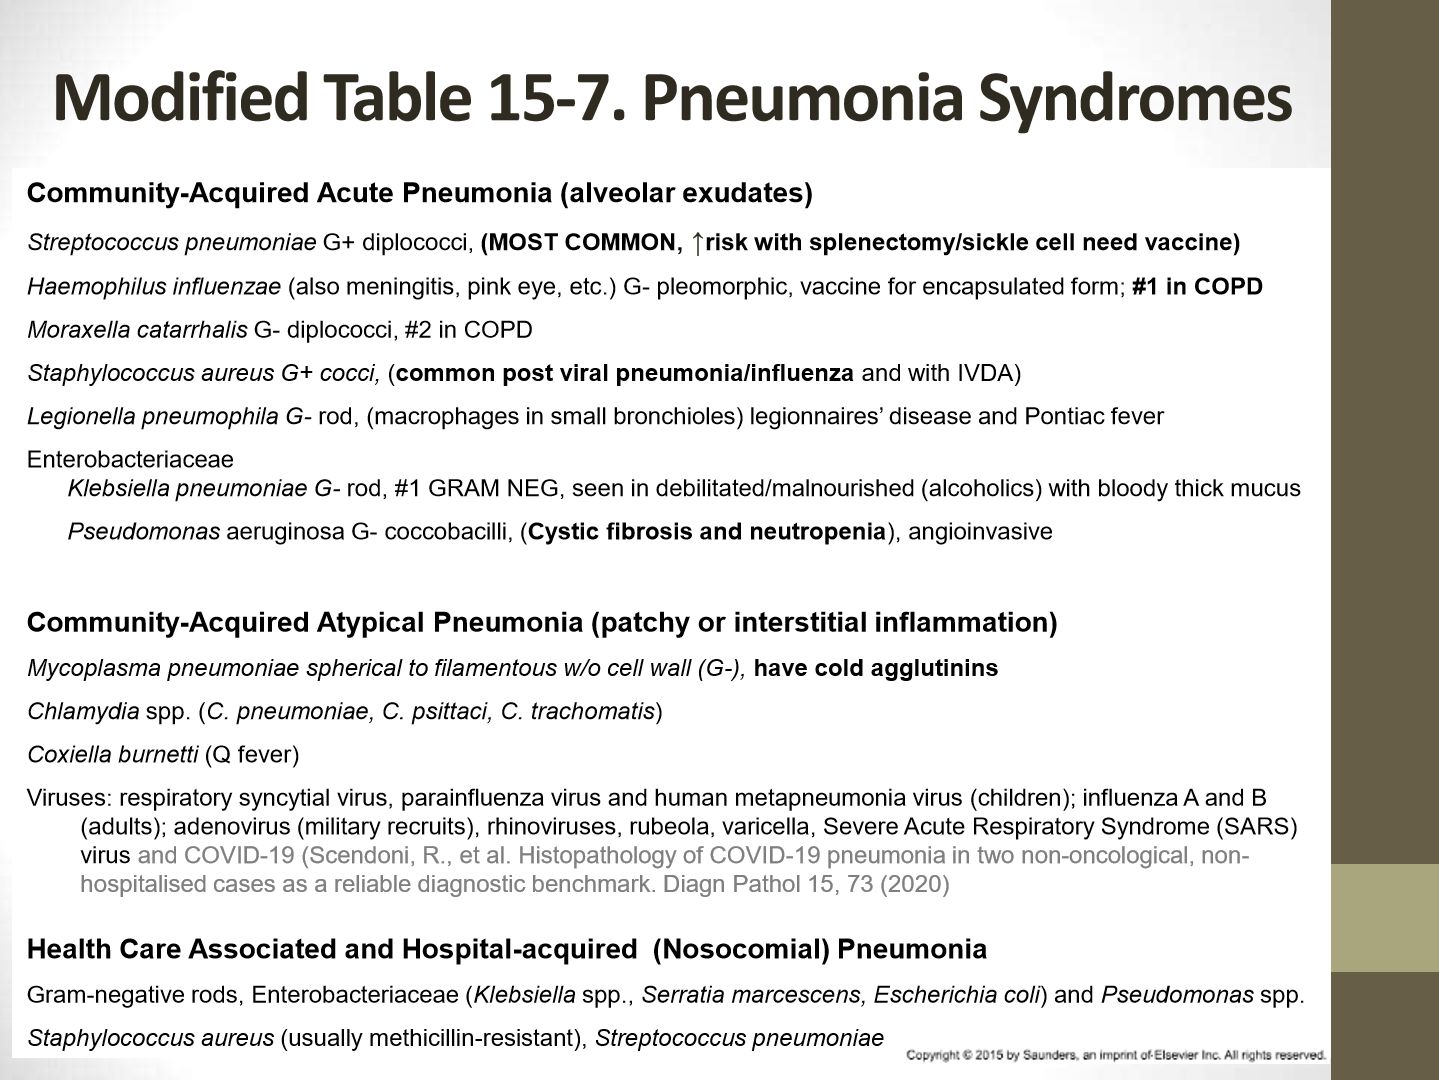 Modified Table 15-7. Pneumonia Syndromes
Community-Acquired Acute Pneumonia (alveolar exudates)
Streptococcus pneumoniae G+ diplococci, (MOST COMMON, ↑risk with splenectomy/sickle cell need vaccine)
Haemophilus influenzae (also meningitis, pink eye, etc.) G- pleomorphic, vaccine for encapsulated form; #1 in COPD
Moraxella catarrhalis G- diplococci, #2 in COPD
Staphylococcus aureus G+ cocci, (common post viral pneumonia/influenza and with IVDA)
Legionella pneumophila G- rod, (macrophages in small bronchioles) legionnaires' disease and Pontiac fever
Enterobacteriaceae
Klebsiella pneumoniae G- rod, #1 GRAM NEG, seen in debilitated/malnourished (alcoholics) with bloody thick mucus
Pseudomonas aeruginosa G- coccobacilli, (Cystic fibrosis and neutropenia), angioinvasive
Community-Acquired Atypical Pneumonia (patchy or interstitial inflammation)
Mycoplasma pneumoniae spherical to filamentous w/o cell wall (G-), have cold agglutinins
Chlamydia spp. (C. pneumoniae, C. psittaci, C. trachomatis)
Coxiella burnetti (Q fever)
Viruses: respiratory syncytial virus, parainfluenza virus and human metapneumonia virus (children); influenza A and B
(adults); adenovirus (military recruits), rhinoviruses, rubeola, varicella, Severe Acute Respiratory Syndrome (SARS)
virus and COVID-19 (Scendoni, R., et al. Histopathology of COVID-19 pneumonia in two non-oncological, non-
hospitalised cases as a reliable diagnostic benchmark. Diagn Pathol 15, 73 (2020)
Health Care Associated and Hospital-acquired (Nosocomial) Pneumonia
Gram-negative rods, Enterobacteriaceae (Klebsiella spp., Serratia marcescens, Escherichia coli) and Pseudomonas spp.
Staphylococcus aureus (usually methicillin-resistant), Streptococcus pneumoniae
Copyright © 2015 by Saunders, an imprint of Elsevier Inc. All rights reserved.